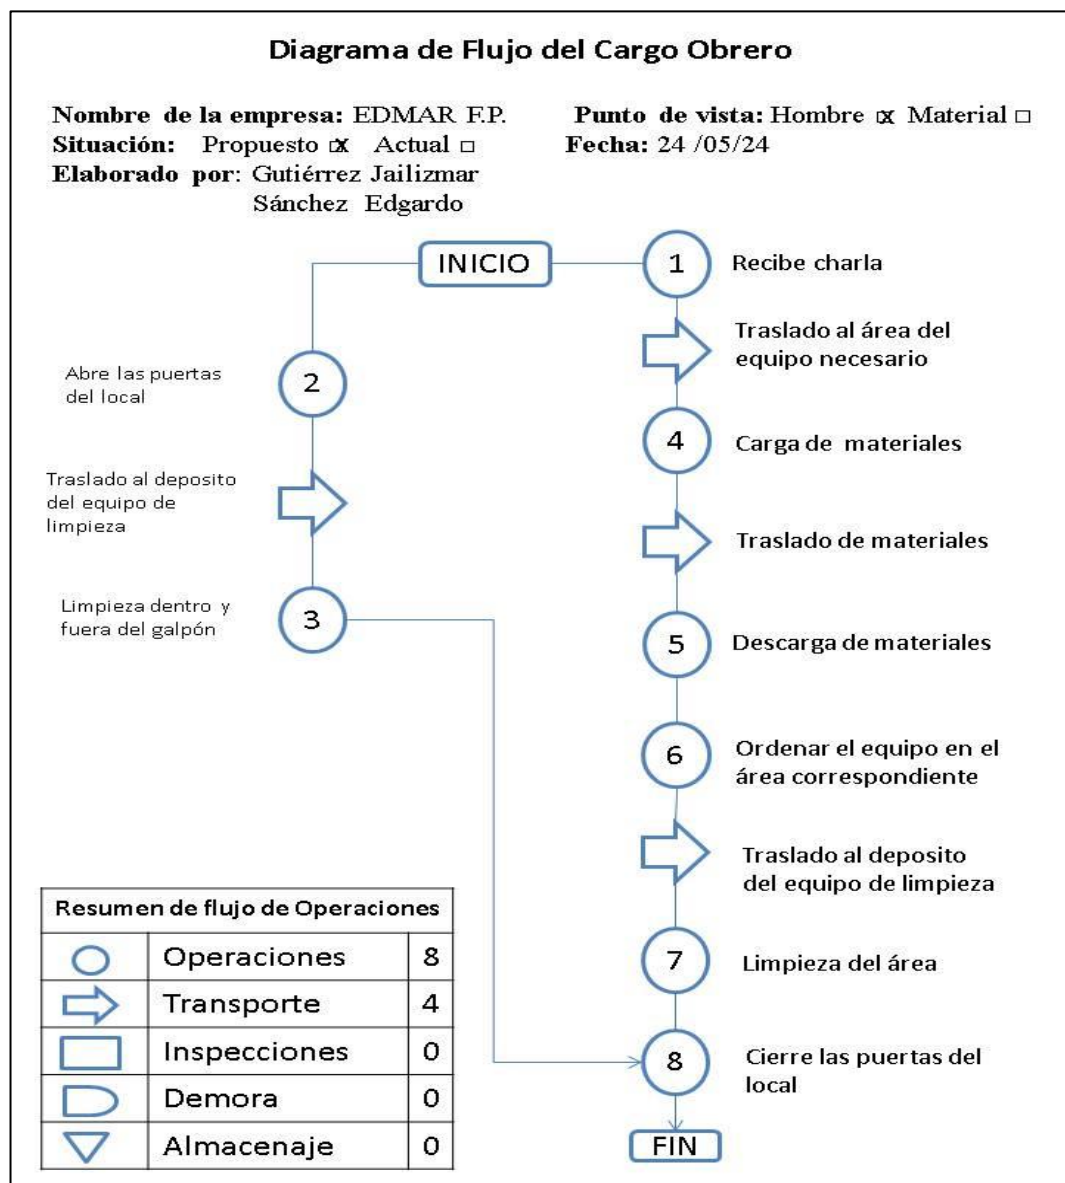 Diagrama de Flujo del Cargo Obrero
Nombre de la empresa: EDMAR F.P. Punto de vista: Hombre ☒ Material □
Situación: Propuesto ☒ Actual □ Fecha: 24 /05/24
Elaborado por: Gutiérrez Jailizmar
Sánchez Edgardo
INICIO
1
Recibe charla
Traslado al área del
equipo necesario
Abre las puertas
del local
2
4
Carga de materiales
Traslado al deposito
del equipo de
limpieza
Traslado de materiales
Limpieza dentro y
fuera del galpón
3
5
Descarga de materiales
6
Ordenar el equipo en el
área correspondiente
Traslado al deposito
del equipo de limpieza
7
Limpieza del área
8
Cierre las puertas del
local
FIN
Resumen de flujo de Operaciones
Operaciones 8
Transporte 4
Inspecciones 0
Demora 0
Almacenaje 0